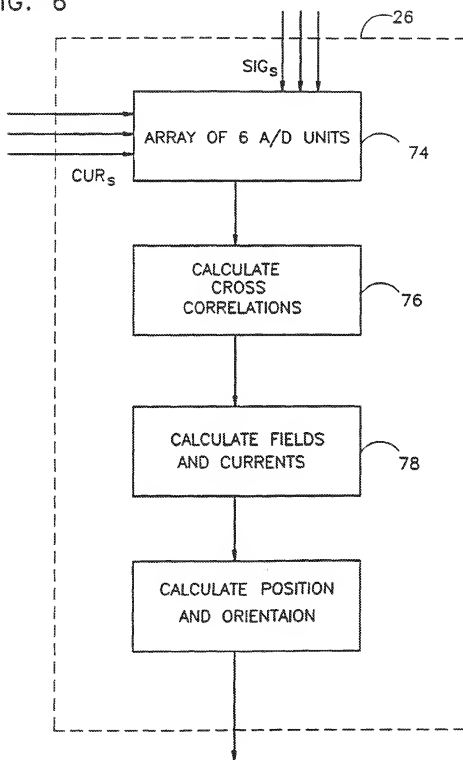 FIG. 6
26
SIGs
ARRAY OF 6 A/D UNITS
74
CURs
CALCULATE
CROSS
CORRELATIONS
76
CALCULATE FIELDS
AND CURRENTS
78
CALCULATE POSITION
AND ORIENTAION